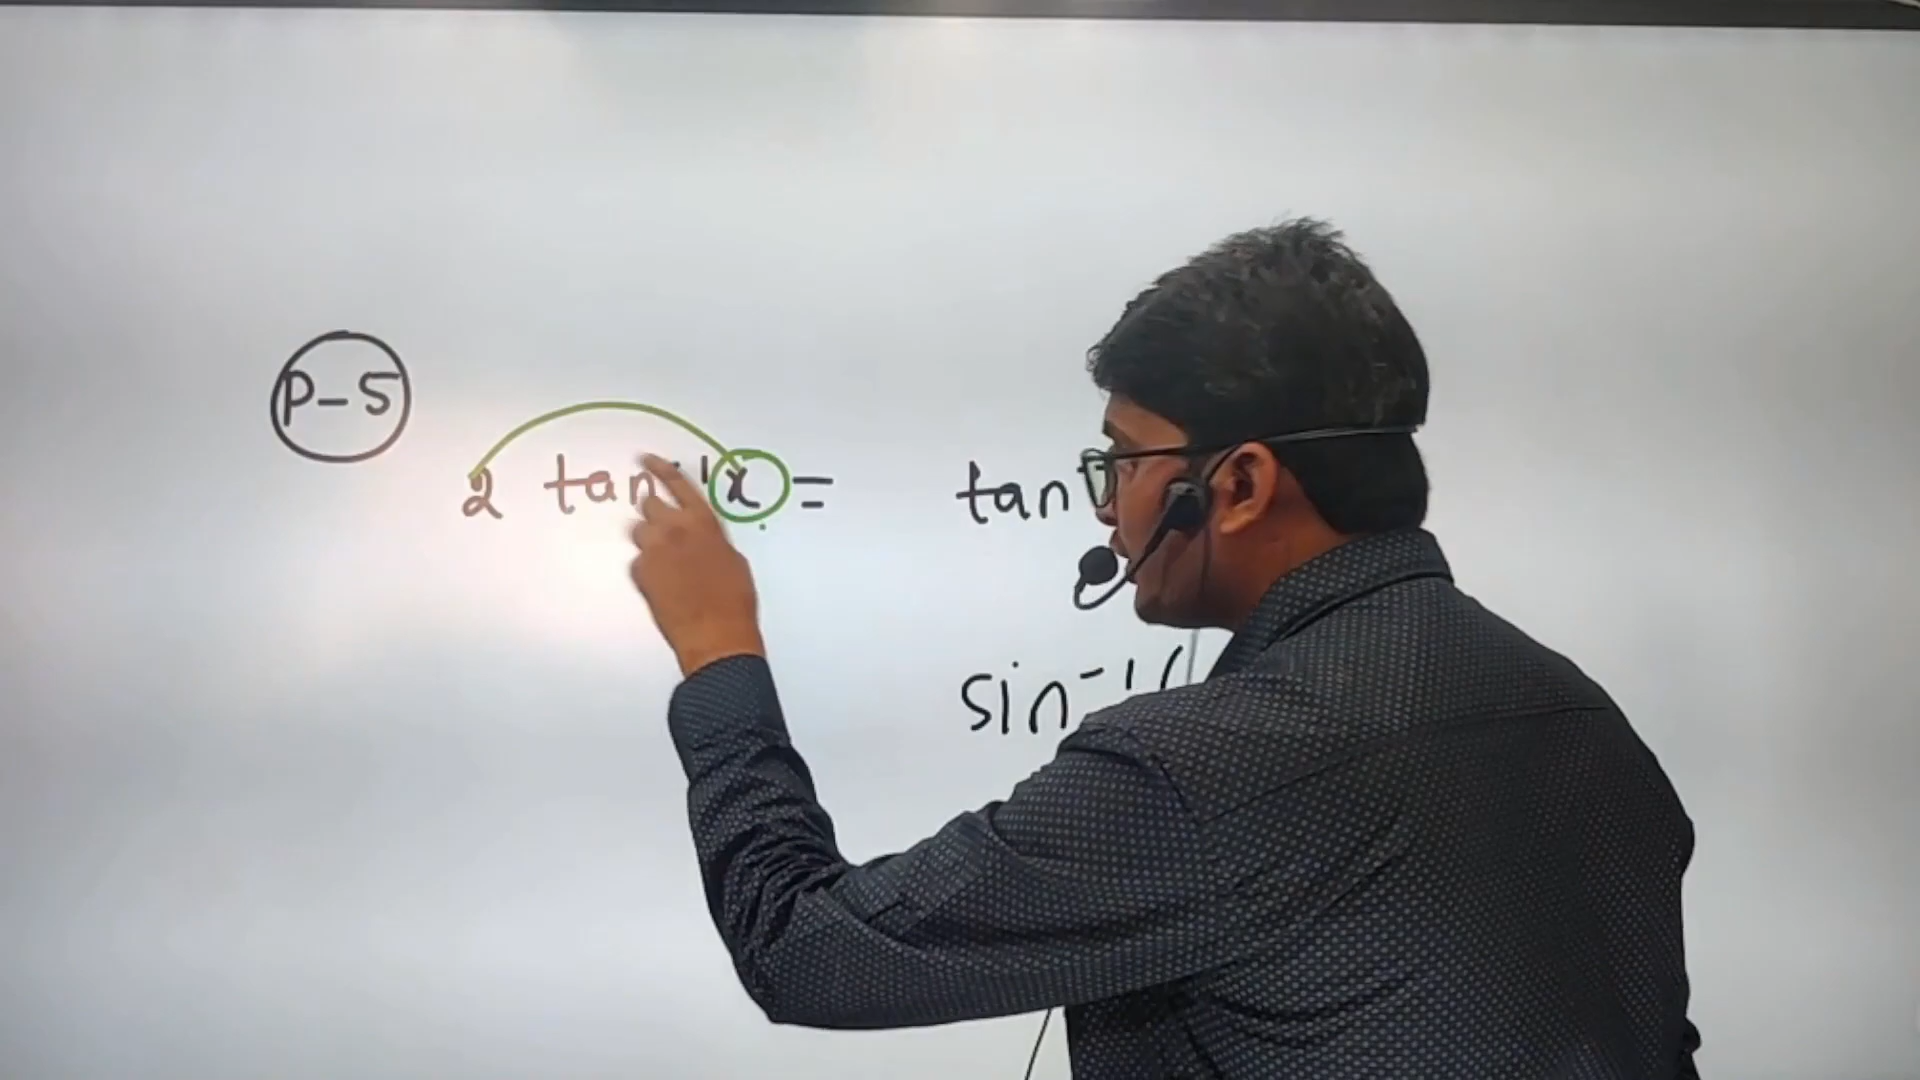 P-5
2 tan⁻¹x = tan
sin⁻¹(